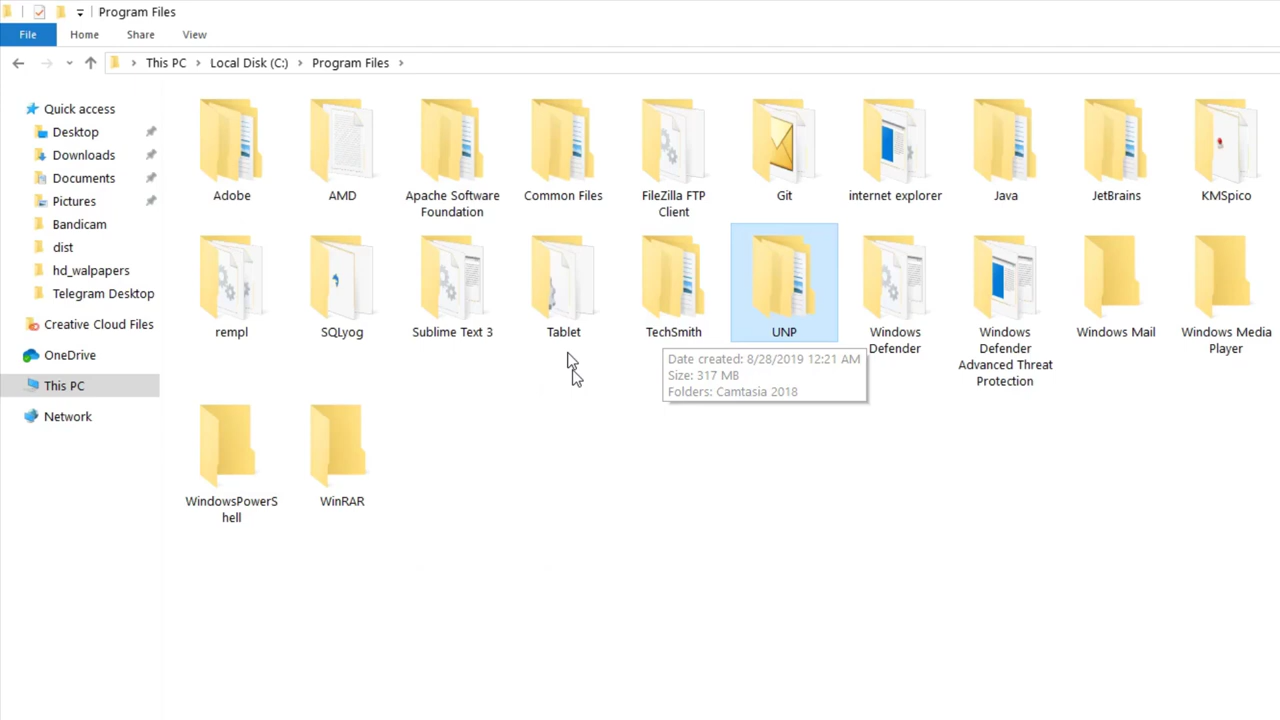 Program Files
File Home Share View
This PC Local Disk (C:) Program Files
Quick access
Desktop
Downloads
Documents
Pictures
Bandicam
dist
hd_walpapers
Telegram Desktop
Creative Cloud Files
OneDrive
This PC
Network
Adobe
AMD
Apache Software
Foundation
Common Files
FileZilla FTP
Client
Git
internet explorer
Java
JetBrains
KMSpico
rempl
SQLyog
Sublime Text 3
Tablet
TechSmith
UNP
Windows
Defender
Windows
Defender
Advanced Threat
Protection
Windows Mail
Windows Media
Player
Date created: 8/28/2019 12:21 AM
Size: 317 MB
Folders: Camtasia 2018
WindowsPowerS
hell
WinRAR